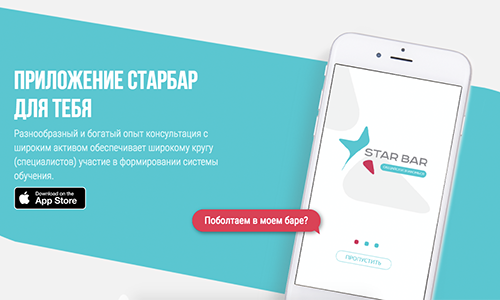 ПРИЛОЖЕНИЕ СТАРБАР
ДЛЯ ТЕБЯ
Разнообразный и богатый опыт консультация с
широким активом обеспечивает широкому кругу
(специалистов) участие в формировании системы
обучения.
Download on the
App Store
Поболтаем в моем баре?
STAR BAR
ПРОПУСТИТЬ